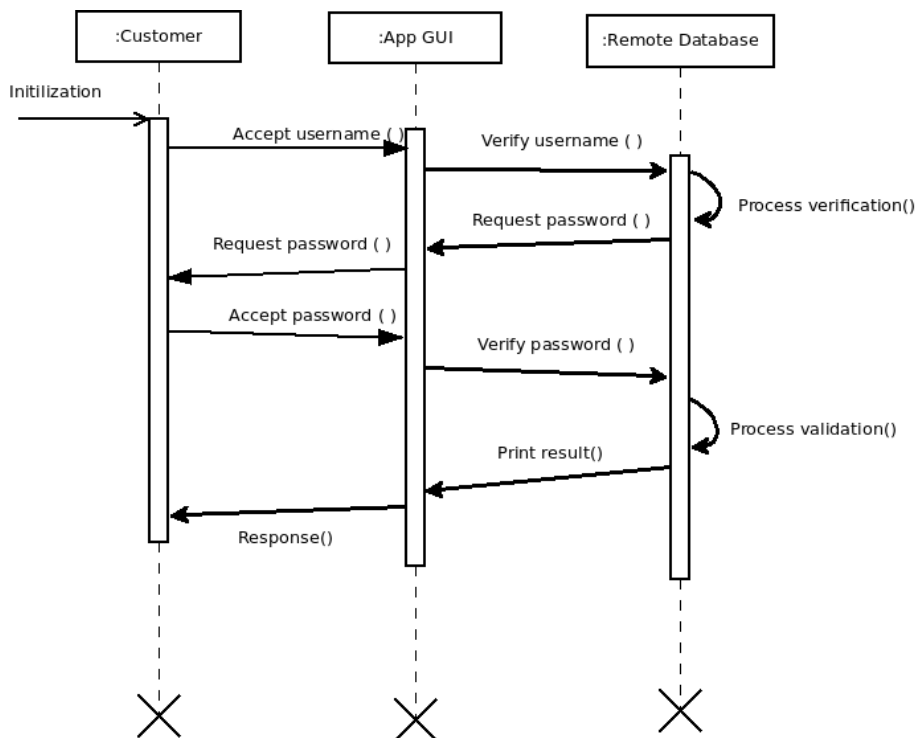 :Customer
:App GUI
:Remote Database
Initilization
Accept username ( )
Verify username ( )
Process verification()
Request password ( )
Request password ( )
Accept password ( )
Verify password ( )
Process validation()
Print result()
Response()